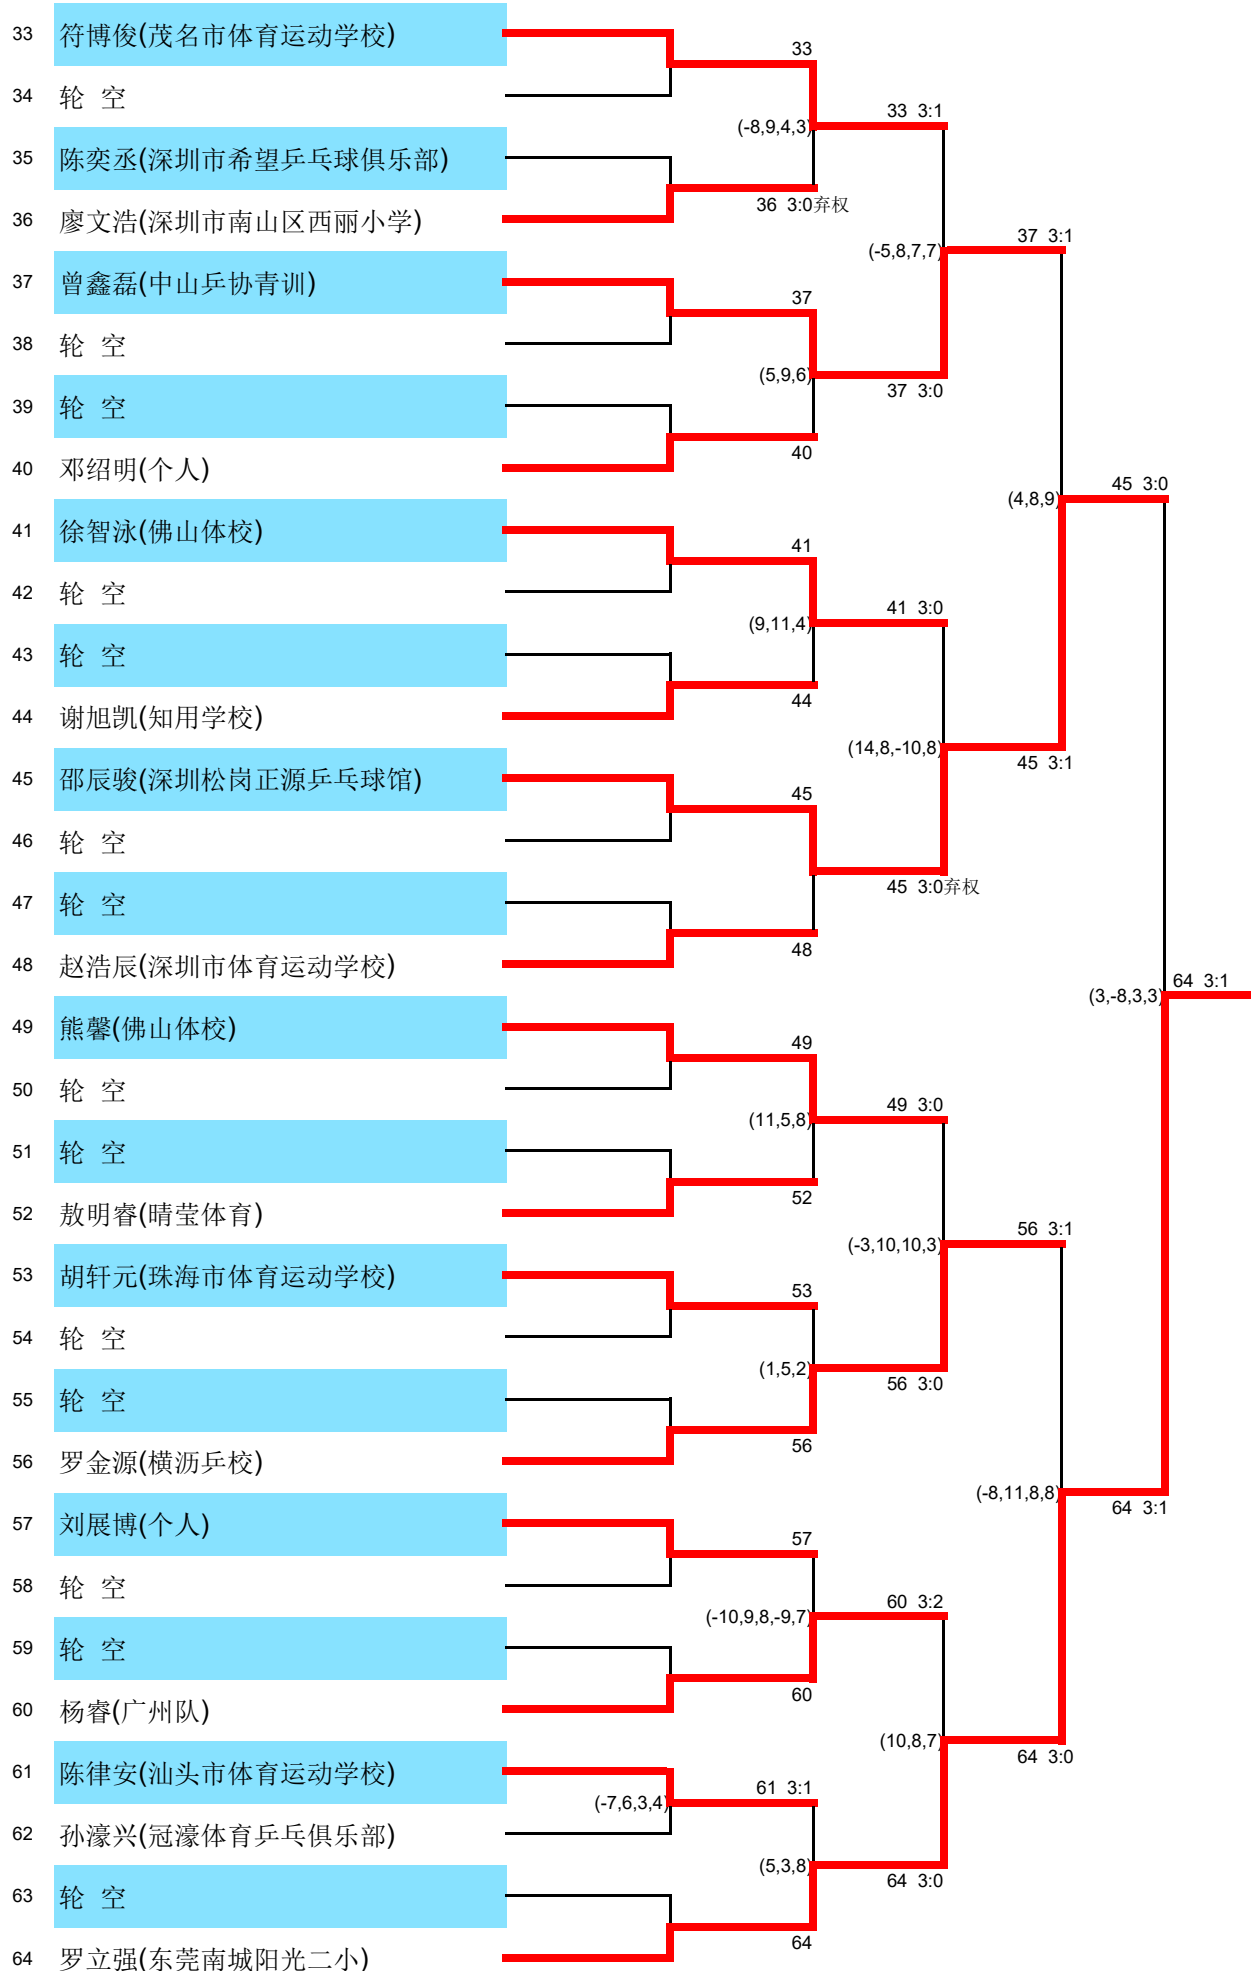 33 符博俊(茂名市体育运动学校)
33
34 轮 空
33 3:1
(-8,9,4,3)
35 陈奕丞(深圳市希望乒乓球俱乐部)
36 3:0弃权
36 廖文浩(深圳市南山区西丽小学)
37 3:1
(-5,8,7,7)
37 曾鑫磊(中山乒协青训)
37
38 轮 空
(5,9,6)
37 3:0
39 轮 空
40
40 邓绍明(个人)
45 3:0
(4,8,9)
41 徐智泳(佛山体校)
41
42 轮 空
41 3:0
(9,11,4)
43 轮 空
44
44 谢旭凯(知用学校)
(14,8,-10,8)
45 3:1
45 邵辰骏(深圳松岗正源乒乓球馆)
45
46 轮 空
45 3:0弃权
47 轮 空
48
48 赵浩辰(深圳市体育运动学校)
64 3:1
(3,-8,3,3)
49 熊馨(佛山体校)
49
50 轮 空
49 3:0
(11,5,8)
51 轮 空
52
52 敖明睿(晴莹体育)
56 3:1
(-3,10,10,3)
53 胡轩元(珠海市体育运动学校)
53
54 轮 空
(1,5,2)
56 3:0
55 轮 空
56
56 罗金源(横沥乒校)
(-8,11,8,8)
64 3:1
57 刘展博(个人)
57
58 轮 空
60 3:2
(-10,9,8,-9,7)
59 轮 空
60
60 杨睿(广州队)
(10,8,7)
64 3:0
61 陈律安(汕头市体育运动学校)
61 3:1
(-7,6,3,4)
62 孙濠兴(冠濠体育乒乓俱乐部)
(5,3,8)
64 3:0
63 轮 空
64
64 罗立强(东莞南城阳光二小)